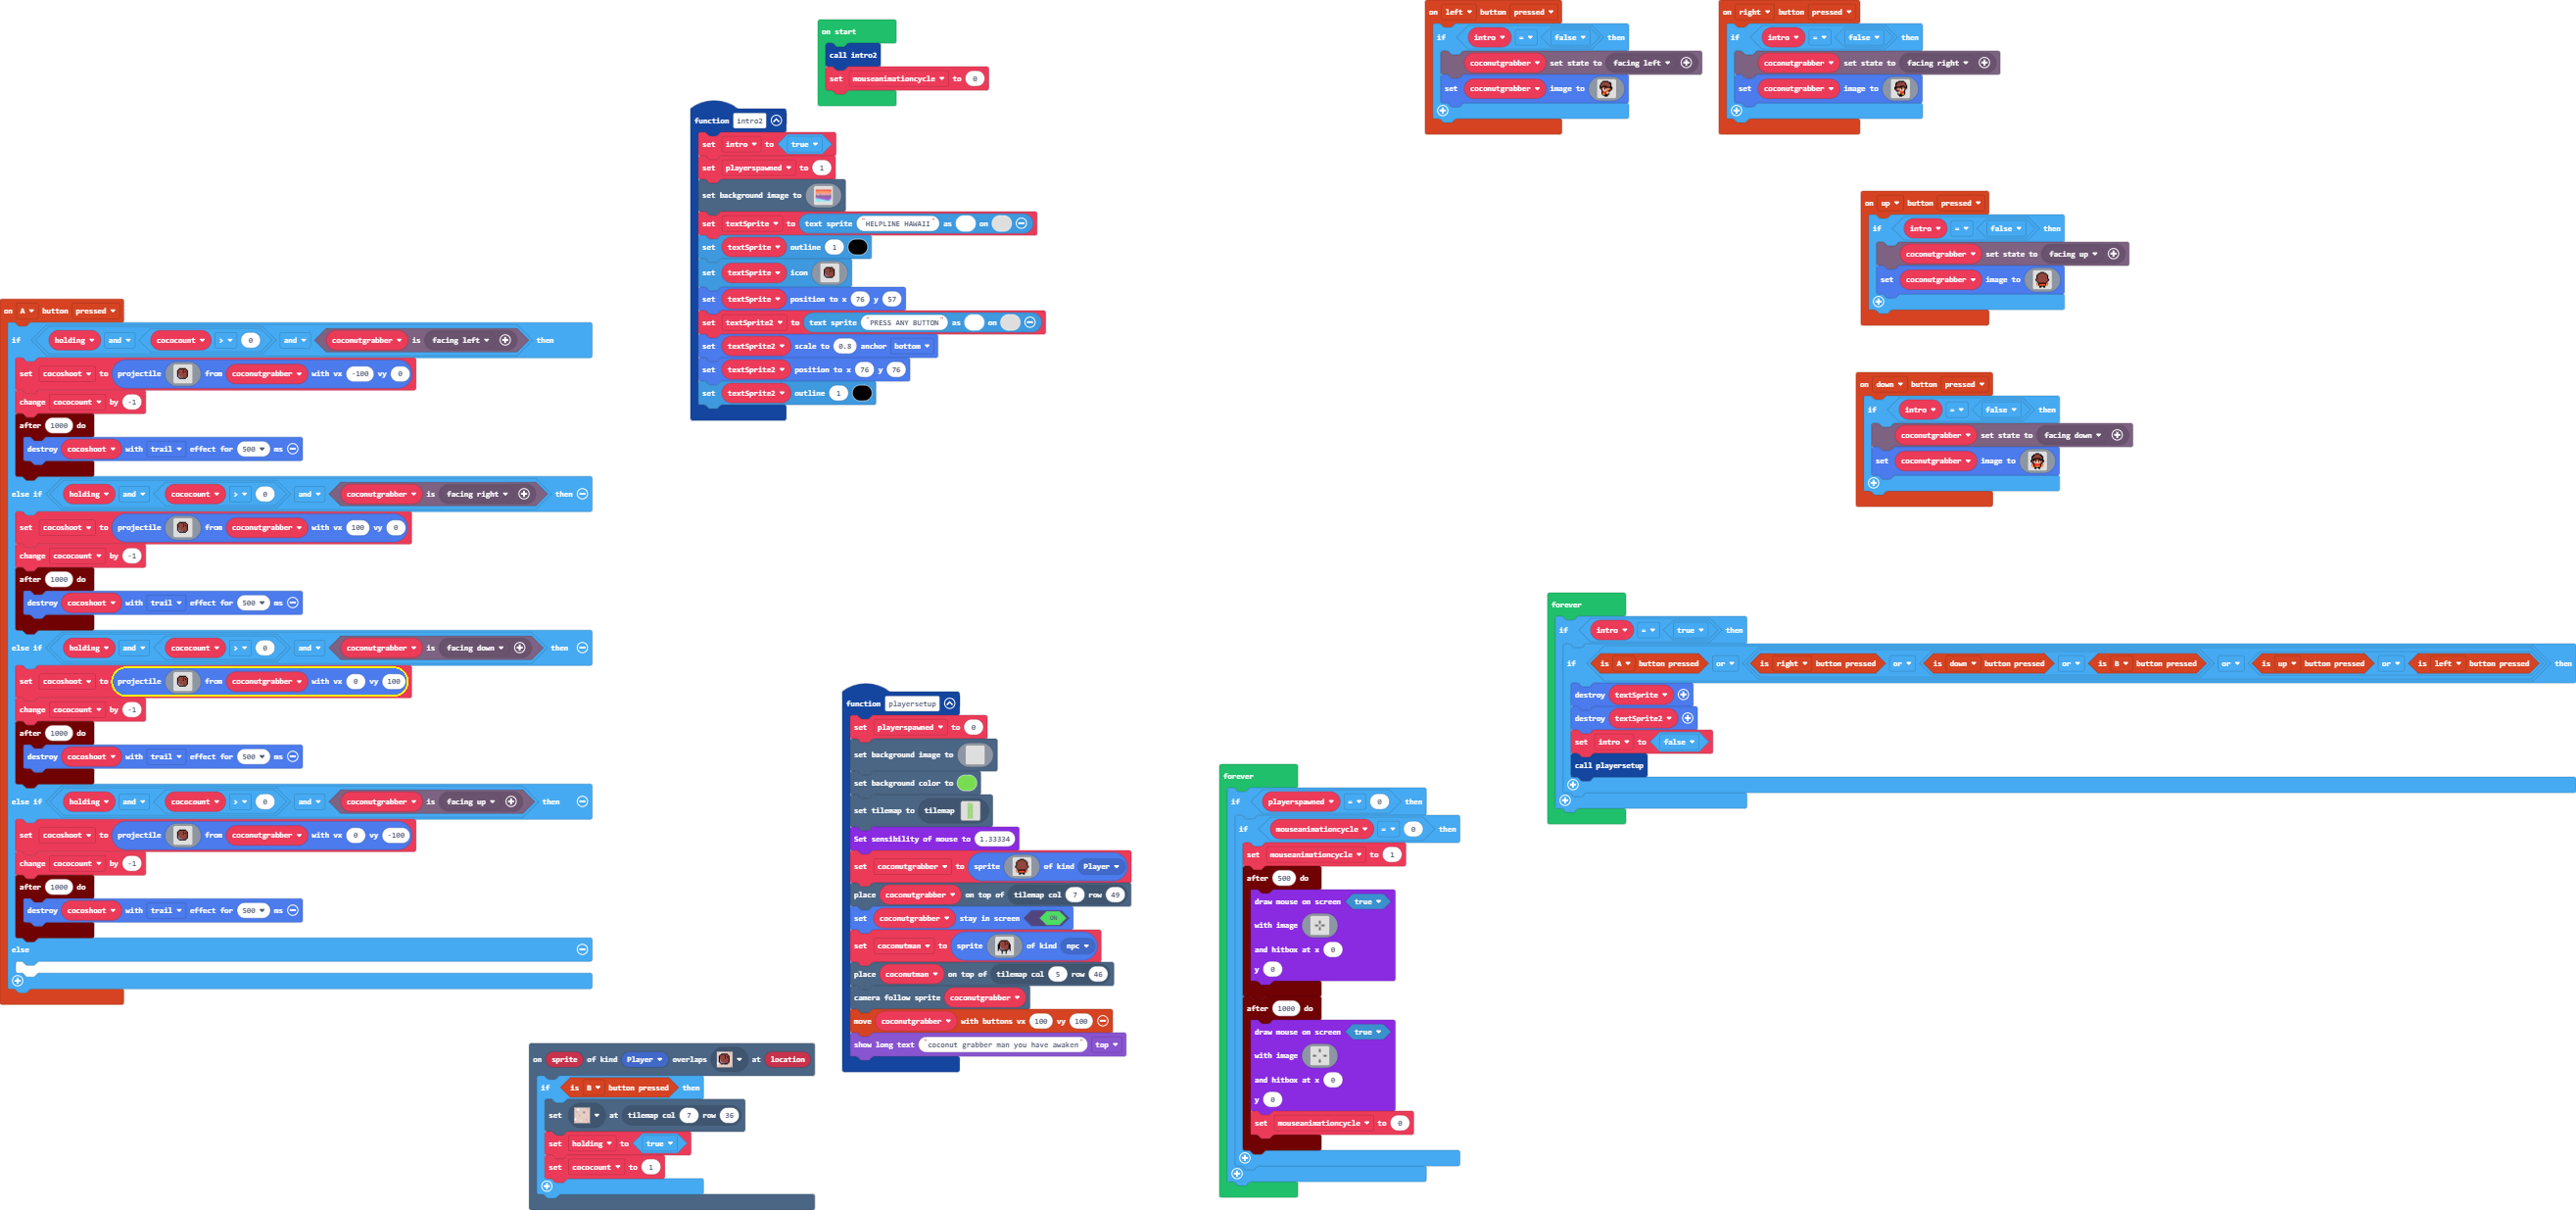 on start
call intro2
set mouseanimationcycle to 0
function intro2
set intro to true
set playerspawned to 1
set background image to
set textSprite to text sprite "HELPLINE HAWAII" as on
set textSprite outline 1
set textSprite icon
set textSprite position to x 76 y 57
set textSprite2 to text sprite "PRESS ANY BUTTON" as on
set textSprite2 scale to 0.8 anchor bottom
set textSprite2 position to x 76 y 76
set textSprite2 outline 1
on left button pressed
if intro = false then
coconutgrabber set state to facing left
set coconutgrabber image to
on right button pressed
if intro = false then
coconutgrabber set state to facing right
set coconutgrabber image to
on up button pressed
if intro = false then
coconutgrabber set state to facing up
set coconutgrabber image to
on down button pressed
if intro = false then
coconutgrabber set state to facing down
set coconutgrabber image to
on A button pressed
if holding and cococount > 0 and coconutgrabber is facing left then
set cocoshoot to projectile from coconutgrabber with vx -100 vy 0
change cococount by -1
after 1000 do
destroy cocoshoot with trail effect for 500 ms
else if holding and cococount > 0 and coconutgrabber is facing right then
set cocoshoot to projectile from coconutgrabber with vx 100 vy 0
change cococount by -1
after 1000 do
destroy cocoshoot with trail effect for 500 ms
else if holding and cococount > 0 and coconutgrabber is facing down then
set cocoshoot to projectile from coconutgrabber with vx 0 vy 100
change cococount by -1
after 1000 do
destroy cocoshoot with trail effect for 500 ms
else if holding and cococount > 0 and coconutgrabber is facing up then
set cocoshoot to projectile from coconutgrabber with vx 0 vy -100
change cococount by -1
after 1000 do
destroy cocoshoot with trail effect for 500 ms
else
function playersetup
set playerspawned to 0
set background image to
set background color to
set tilemap to tilemap
Set sensibility of mouse to 1.33334
set coconutgrabber to sprite of kind Player
place coconutgrabber on top of tilemap col 7 row 49
set coconutgrabber stay in screen ON
set coconutman to sprite of kind npc
place coconutman on top of tilemap col 5 row 46
camera follow sprite coconutgrabber
move coconutgrabber with buttons vx 100 vy 100
show long text "coconut grabber man you have awaken" top
forever
if intro = true then
if is A button pressed or is right button pressed or is down button pressed or is B button pressed or is up button pressed or is left button pressed then
destroy textSprite
destroy textSprite2
set intro to false
call playersetup
forever
if playerspawned = 0 then
if mouseanimationcycle = 0 then
set mouseanimationcycle to 1
after 500 do
draw mouse on screen true
with image
and hitbox at x 0
y 0
after 1000 do
draw mouse on screen true
with image
and hitbox at x 0
y 0
set mouseanimationcycle to 0
on sprite of kind Player overlaps at location
if is B button pressed then
set at tilemap col 7 row 36
set holding to true
set cococount to 1